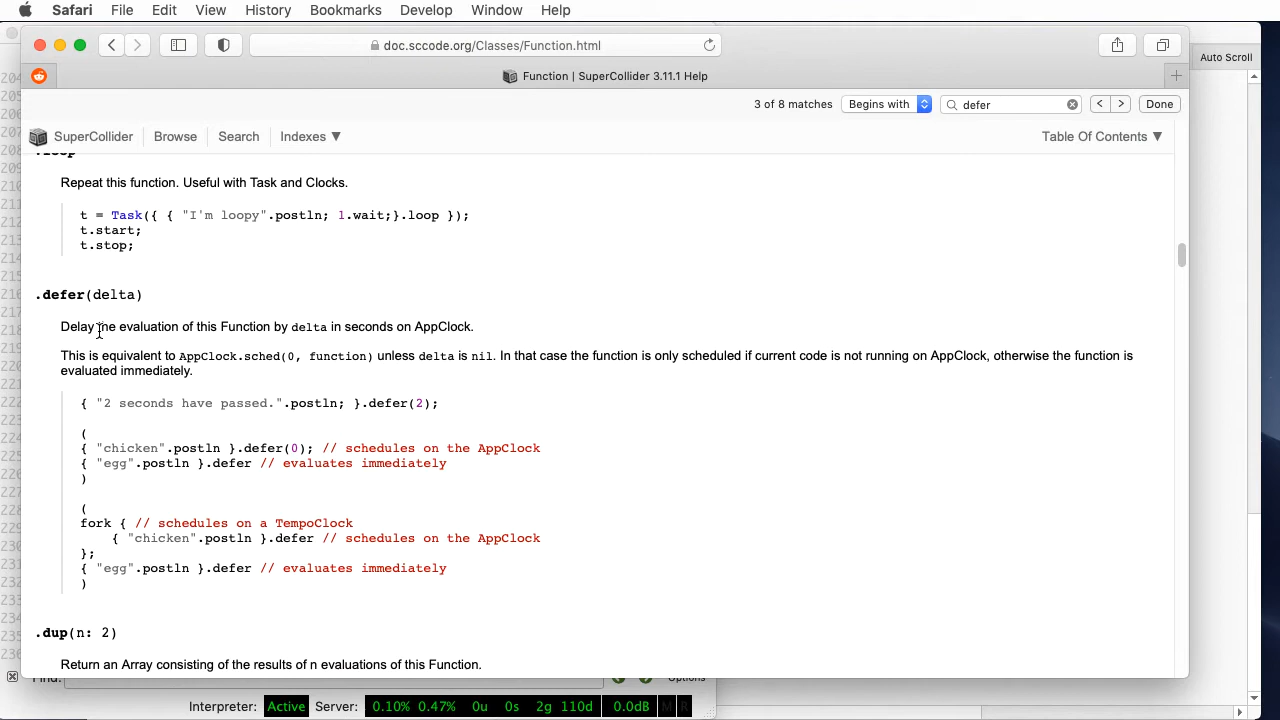 Safari File Edit View History Bookmarks Develop Window Help
doc.sccode.org/Classes/Function.html
Auto Scroll
Function | SuperCollider 3.11.1 Help
3 of 8 matches Begins with defer Done
SuperCollider Browse Search Indexes ▼ Table Of Contents ▼
.loop
Repeat this function. Useful with Task and Clocks.
t = Task({ { "I'm loopy".postln; 1.wait;}.loop });
t.start;
t.stop;
.defer(delta)
Delay the evaluation of this Function by delta in seconds on AppClock.
This is equivalent to AppClock.sched(0, function) unless delta is nil. In that case the function is only scheduled if current code is not running on AppClock, otherwise the function is
evaluated immediately.
{ "2 seconds have passed.".postln; }.defer(2);
(
{ "chicken".postln }.defer(0); // schedules on the AppClock
{ "egg".postln }.defer // evaluates immediately
)
(
fork { // schedules on a TempoClock
{ "chicken".postln }.defer // schedules on the AppClock
};
{ "egg".postln }.defer // evaluates immediately
)
.dup(n: 2)
Return an Array consisting of the results of n evaluations of this Function.
Find: Options
Interpreter: Active Server: 0.10% 0.47% 0u 0s 2g 110d 0.0dB M R